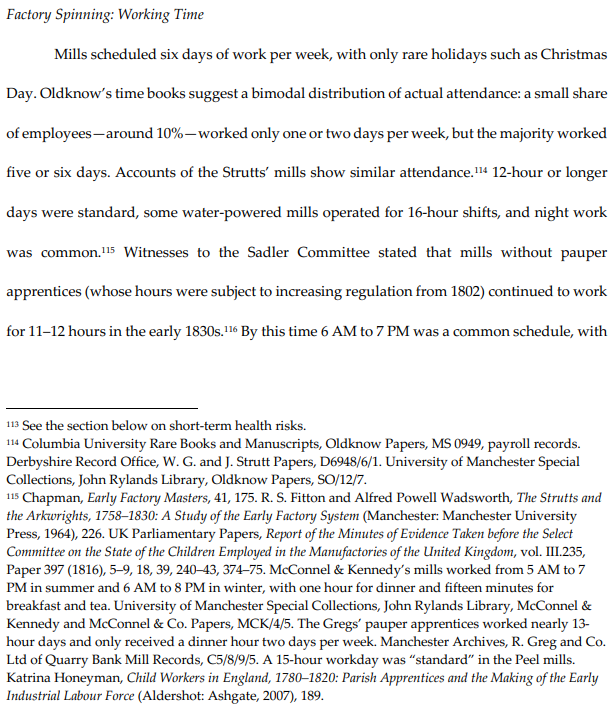 Factory Spinning: Working Time
Mills scheduled six days of work per week, with only rare holidays such as Christmas
Day. Oldknow’s time books suggest a bimodal distribution of actual attendance: a small share
of employees—around 10%—worked only one or two days per week, but the majority worked
five or six days. Accounts of the Strutts’ mills show similar attendance.¹¹⁴ 12-hour or longer
days were standard, some water-powered mills operated for 16-hour shifts, and night work
was common.¹¹⁵ Witnesses to the Sadler Committee stated that mills without pauper
apprentices (whose hours were subject to increasing regulation from 1802) continued to work
for 11–12 hours in the early 1830s.¹¹⁶ By this time 6 AM to 7 PM was a common schedule, with
¹¹³ See the section below on short-term health risks.
¹¹⁴ Columbia University Rare Books and Manuscripts, Oldknow Papers, MS 0949, payroll records.
Derbyshire Record Office, W. G. and J. Strutt Papers, D6948/6/1. University of Manchester Special
Collections, John Rylands Library, Oldknow Papers, SO/12/7.
¹¹⁵ Chapman, Early Factory Masters, 41, 175. R. S. Fitton and Alfred Powell Wadsworth, The Strutts and
the Arkwrights, 1758–1830: A Study of the Early Factory System (Manchester: Manchester University
Press, 1964), 226. UK Parliamentary Papers, Report of the Minutes of Evidence Taken before the Select
Committee on the State of the Children Employed in the Manufactories of the United Kingdom, vol. III.235,
Paper 397 (1816), 5–9, 18, 39, 240–43, 374–75. McConnel & Kennedy’s mills worked from 5 AM to 7
PM in summer and 6 AM to 8 PM in winter, with one hour for dinner and fifteen minutes for
breakfast and tea. University of Manchester Special Collections, John Rylands Library, McConnel &
Kennedy and McConnel & Co. Papers, MCK/4/5. The Gregs’ pauper apprentices worked nearly 13-
hour days and only received a dinner hour two days per week. Manchester Archives, R. Greg and Co.
Ltd of Quarry Bank Mill Records, C5/8/9/5. A 15-hour workday was “standard” in the Peel mills.
Katrina Honeyman, Child Workers in England, 1780–1820: Parish Apprentices and the Making of the Early
Industrial Labour Force (Aldershot: Ashgate, 2007), 189.